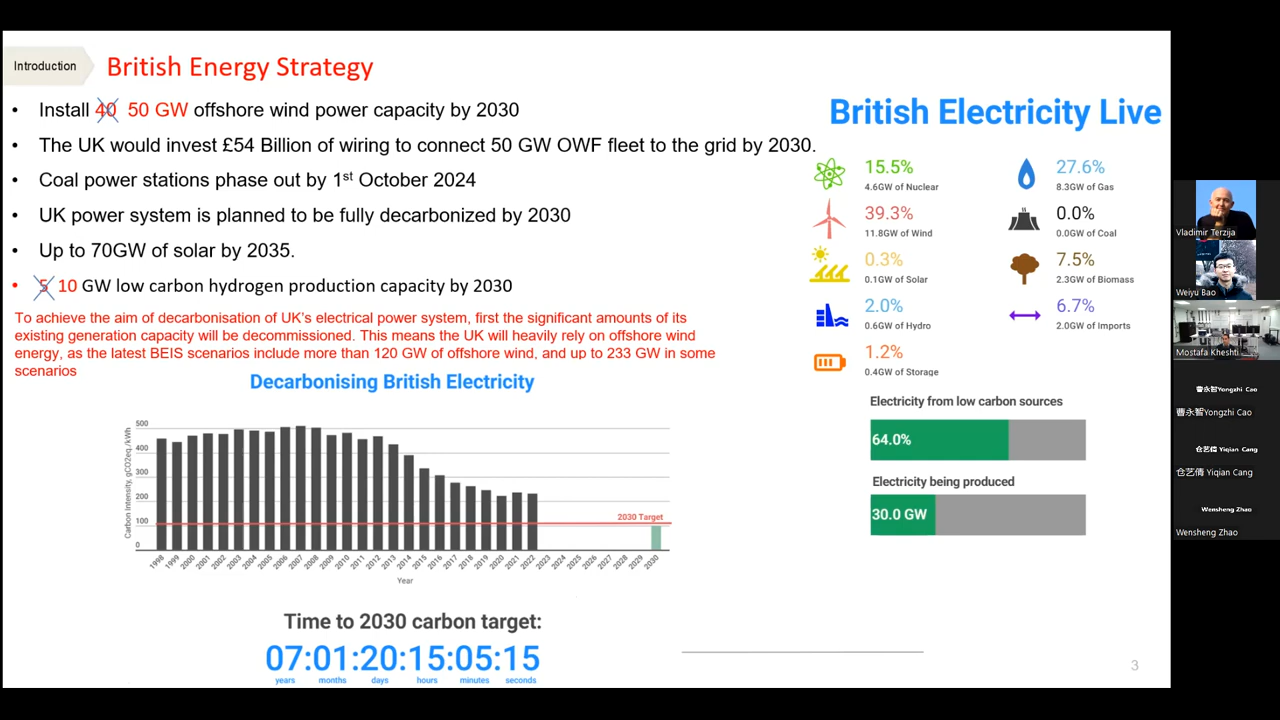 Introduction
British Energy Strategy
• Install 40 50 GW offshore wind power capacity by 2030
• The UK would invest £54 Billion of wiring to connect 50 GW OWF fleet to the grid by 2030.
• Coal power stations phase out by 1st October 2024
• UK power system is planned to be fully decarbonized by 2030
• Up to 70GW of solar by 2035.
• 5 10 GW low carbon hydrogen production capacity by 2030
To achieve the aim of decarbonisation of UK's electrical power system, first the significant amounts of its
existing generation capacity will be decommissioned. This means the UK will heavily rely on offshore wind
energy, as the latest BEIS scenarios include more than 120 GW of offshore wind, and up to 233 GW in some
scenarios
Decarbonising British Electricity
Carbon Intensity, gCO2eq./kWh
500
400
300
200
100
0
2030 Target
1998 1999 2000 2001 2002 2003 2004 2005 2006 2007 2008 2009 2010 2011 2012 2013 2014 2015 2016 2017 2018 2019 2020 2021 2022 2023 2024 2025 2026 2027 2028 2029 2030
Year
Time to 2030 carbon target:
07:01:20:15:05:15
years months days hours minutes seconds
British Electricity Live
15.5%
4.6GW of Nuclear
27.6%
8.3GW of Gas
39.3%
11.8GW of Wind
0.0%
0.0GW of Coal
0.3%
0.1GW of Solar
7.5%
2.3GW of Biomass
2.0%
0.6GW of Hydro
6.7%
2.0GW of Imports
1.2%
0.4GW of Storage
Electricity from low carbon sources
64.0%
Electricity being produced
30.0 GW
3
Vladimir Terzija
Weiyu Bao
Mostafa Kheshti
曹永智Yongzhi Cao
曹永智Yongzhi Cao
仓艺倩 Yiqian Cang
仓艺倩 Yiqian Cang
Wensheng Zhao
Wensheng Zhao